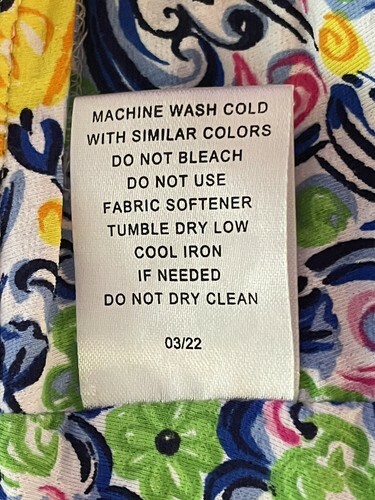 MACHINE WASH COLD
WITH SIMILAR COLORS
DO NOT BLEACH
DO NOT USE
FABRIC SOFTENER
TUMBLE DRY LOW
COOL IRON
IF NEEDED
DO NOT DRY CLEAN
03/22